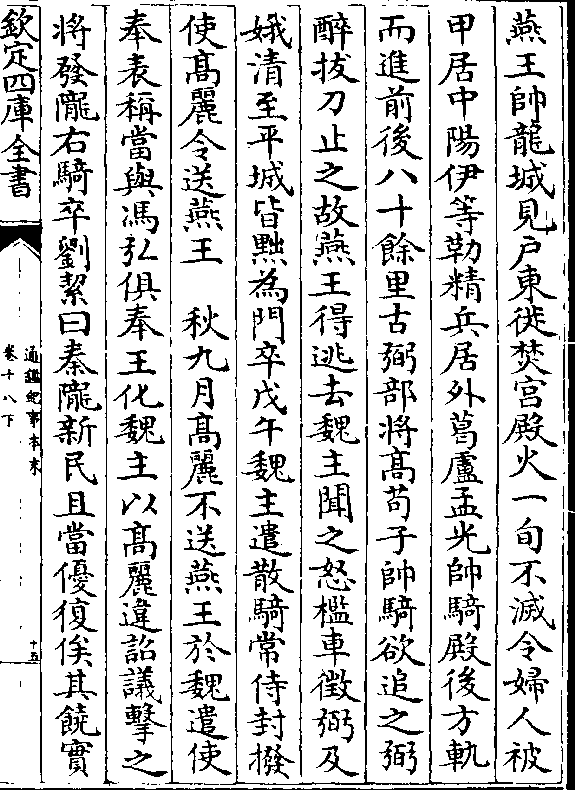 燕王帥龍城見户東徙焚宫殿火一旬不滅令婦人被
甲居中陽伊等勒精兵居外葛盧孟光帥騎殿後方軌
而進前後八十餘里古弼部將髙苟子帥騎欲追之弼
醉拔刀止之故燕王得逃去魏主聞之怒檻車徵弼及
娥清至平城皆黜為門卒戊午魏主遣散騎常侍封撥
使髙麗令送燕王　秋九月髙麗不送燕王於魏遣使
奉表稱當與馮弘俱奉王化魏主以髙麗違詔議擊之
將發隴右騎卒劉絜曰秦隴新民且當優復俟其饒實
欽定四庫全書
通鑑紀事本末
卷十八下
十五